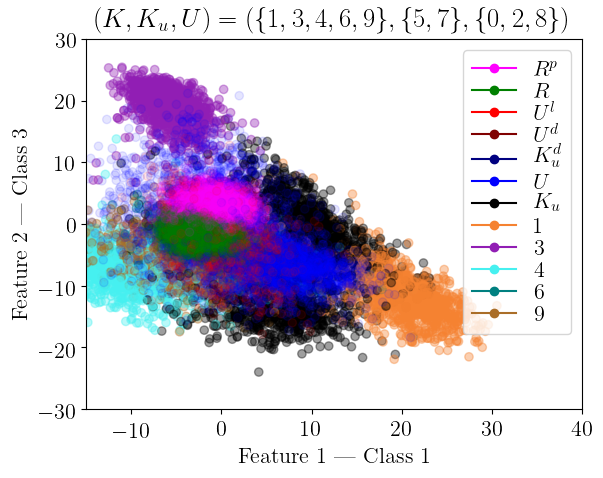 (K, K_u, U) = ({1, 3, 4, 6, 9}, {5, 7}, {0, 2, 8})
30
20
10
0
−10
−20
−30
Feature 2 — Class 3
R^p
R
U^l
U^d
K_u^d
U
K_u
1
3
4
6
9
−10
0
10
20
30
40
Feature 1 — Class 1